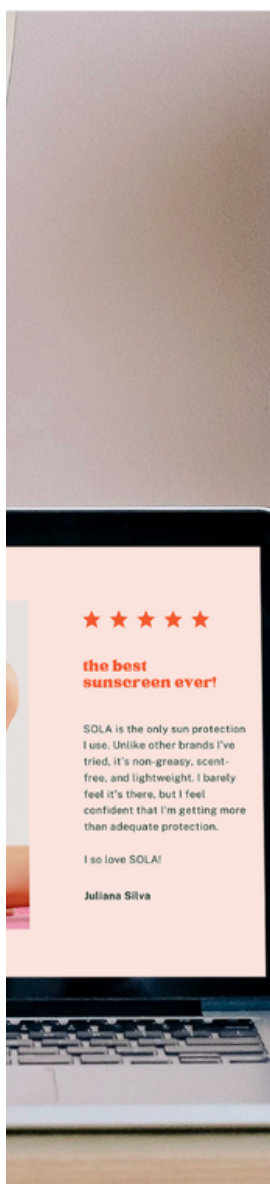 the best
sunscreen ever!
SOLA is the only sun protection
I use. Unlike other brands I've
tried, it's non-greasy, scent-
free, and lightweight. I barely
feel it's there, but I feel
confident that I'm getting more
than adequate protection.
I so love SOLA!
Juliana Silva